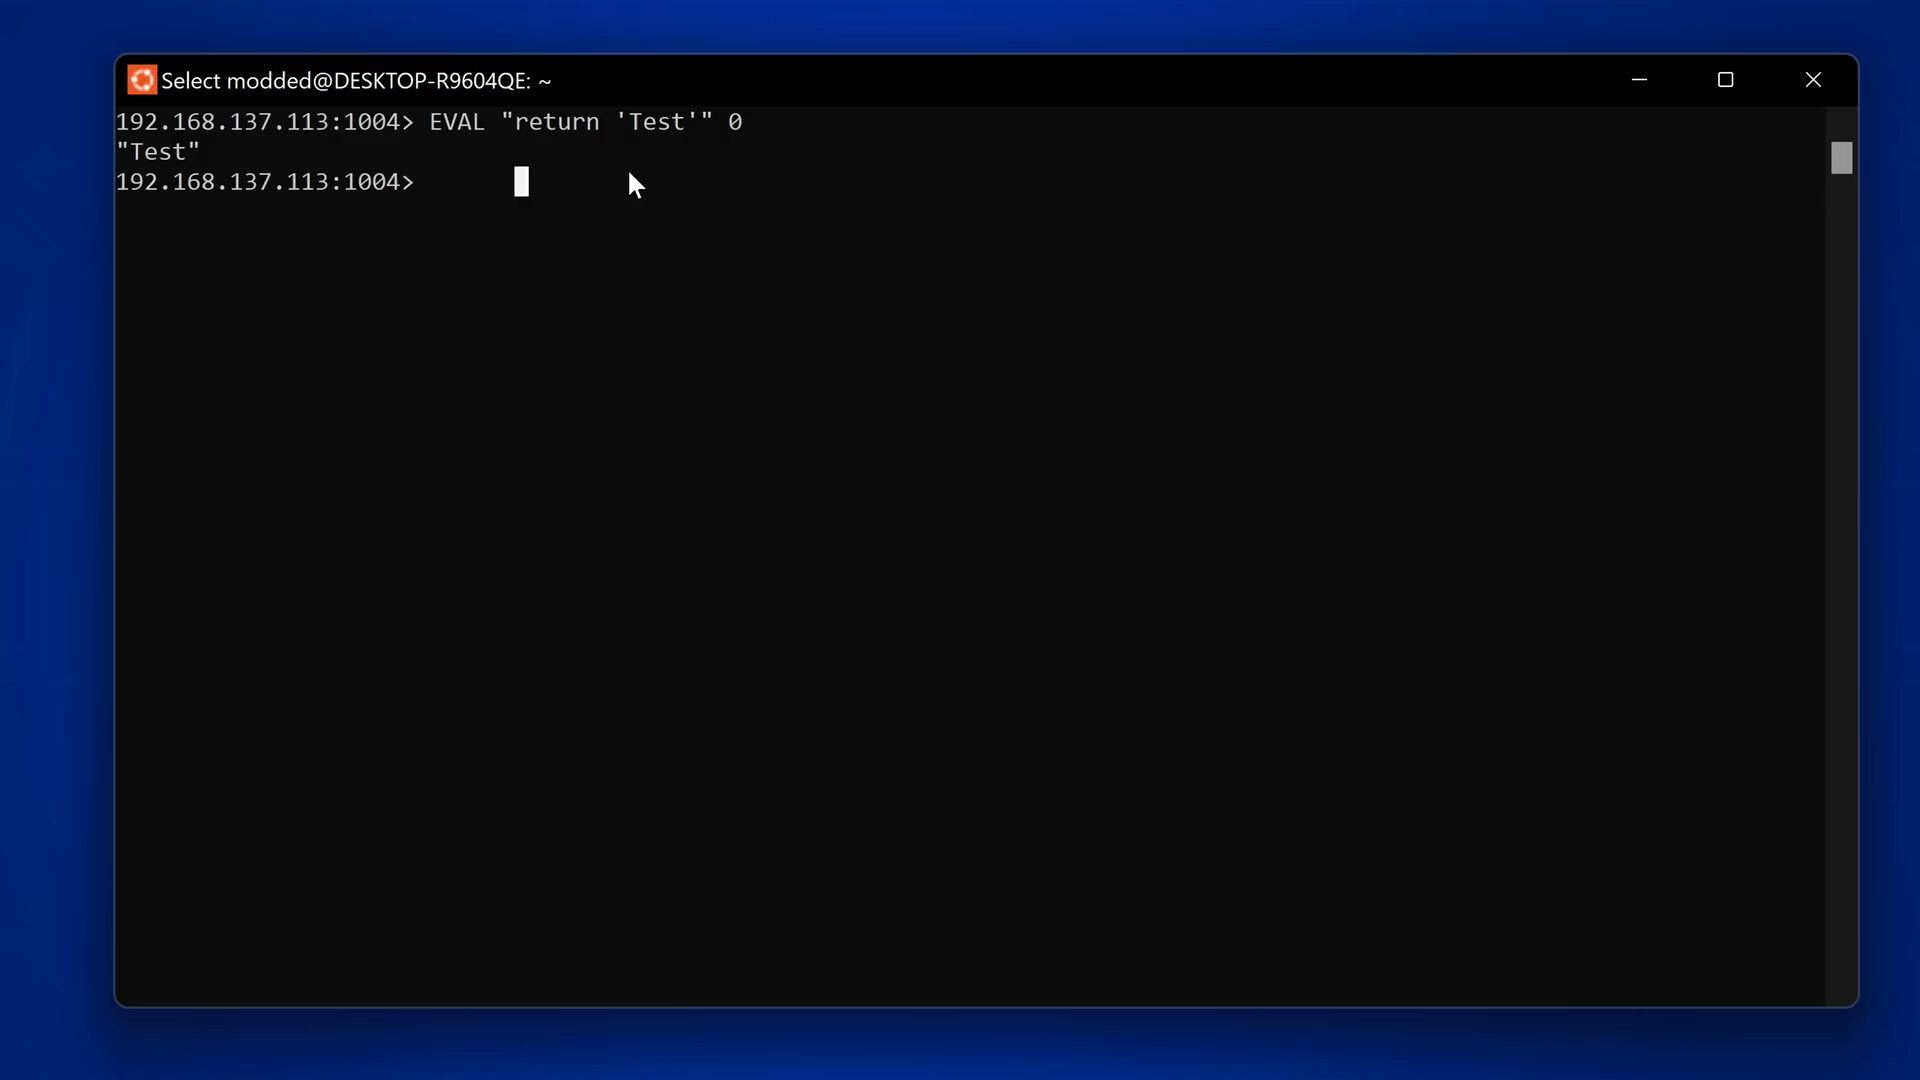 Select modded@DESKTOP-R9604QE: ~
192.168.137.113:1004> EVAL "return 'Test'" 0
"Test"
192.168.137.113:1004>